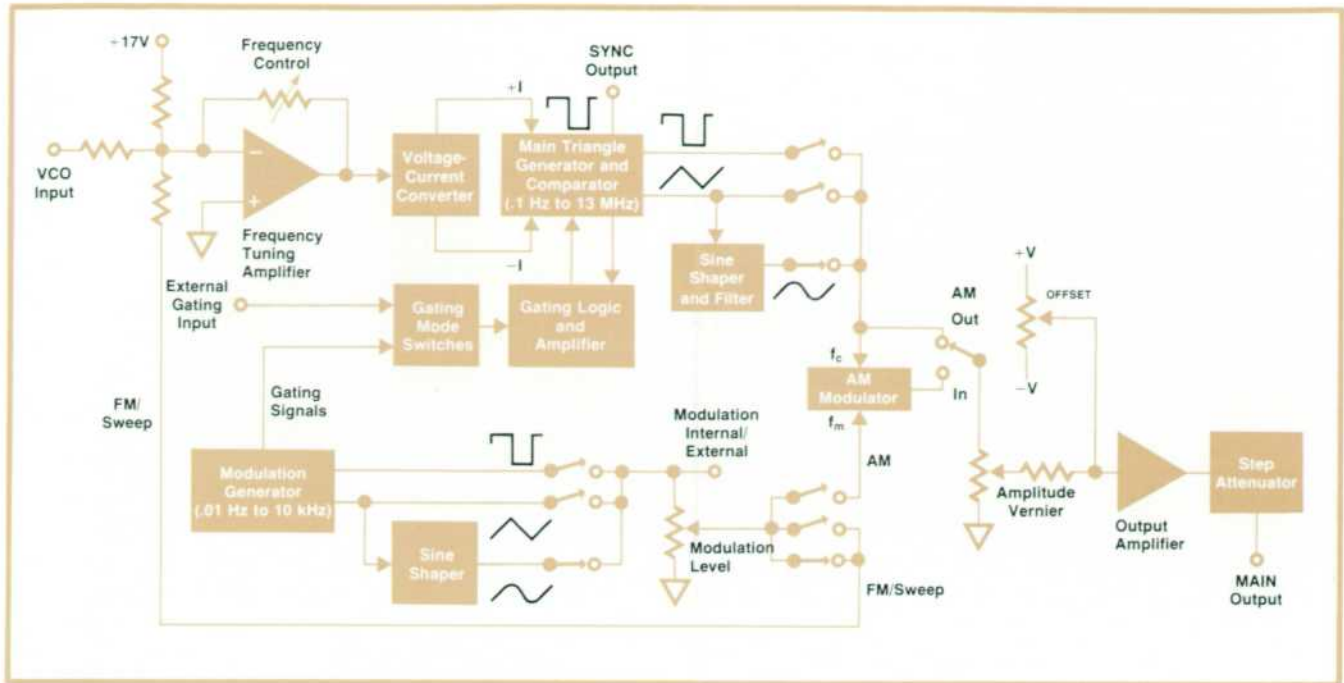 +17V
Frequency
Control
VCO
Input
Frequency
Tuning
Amplifier
+I
−I
Voltage-
Current
Converter
SYNC
Output
Main Triangle
Generator and
Comparator
(.1 Hz to 13 MHz)
Sine
Shaper
and Filter
External
Gating
Input
Gating
Mode
Switches
Gating Logic
and
Amplifier
FM/
Sweep
Gating
Signals
Modulation
Generator
(.01 Hz to 10 kHz)
Sine
Shaper
Modulation
Internal/
External
Modulation
Level
fc
AM
Modulator
fm
AM
FM/Sweep
AM
Out
In
+V
OFFSET
−V
Amplitude
Vernier
Output
Amplifier
Step
Attenuator
MAIN
Output